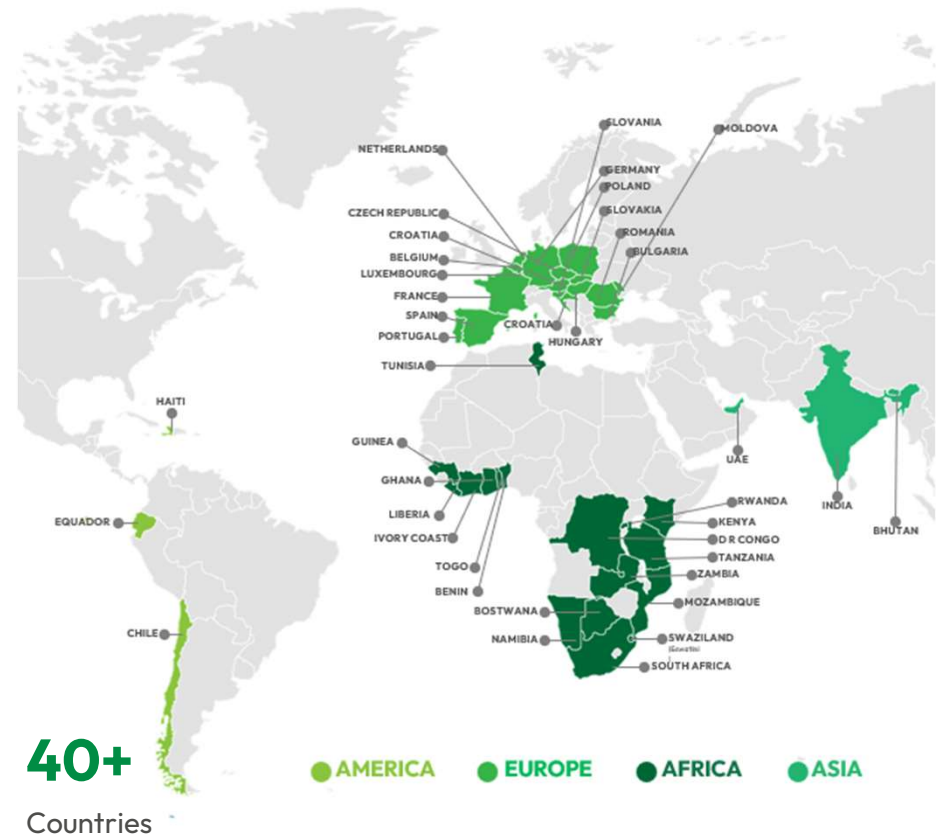 SLOVANIA
MOLDOVA
NETHERLANDS
GERMANY
POLAND
CZECH REPUBLIC
SLOVAKIA
CROATIA
ROMANIA
BELGIUM
BULGARIA
LUXEMBOURG
FRANCE
SPAIN
CROATIA
PORTUGAL
HUNGARY
TUNISIA
HAITI
GUINEA
UAE
GHANA
INDIA
RWANDA
LIBERIA
EQUADOR
KENYA
BHUTAN
IVORY COAST
D R CONGO
TANZANIA
TOGO
ZAMBIA
BENIN
MOZAMBIQUE
BOSTWANA
CHILE
NAMIBIA
SWAZILAND
SOUTH AFRICA
40+
Countries
AMERICA
EUROPE
AFRICA
ASIA